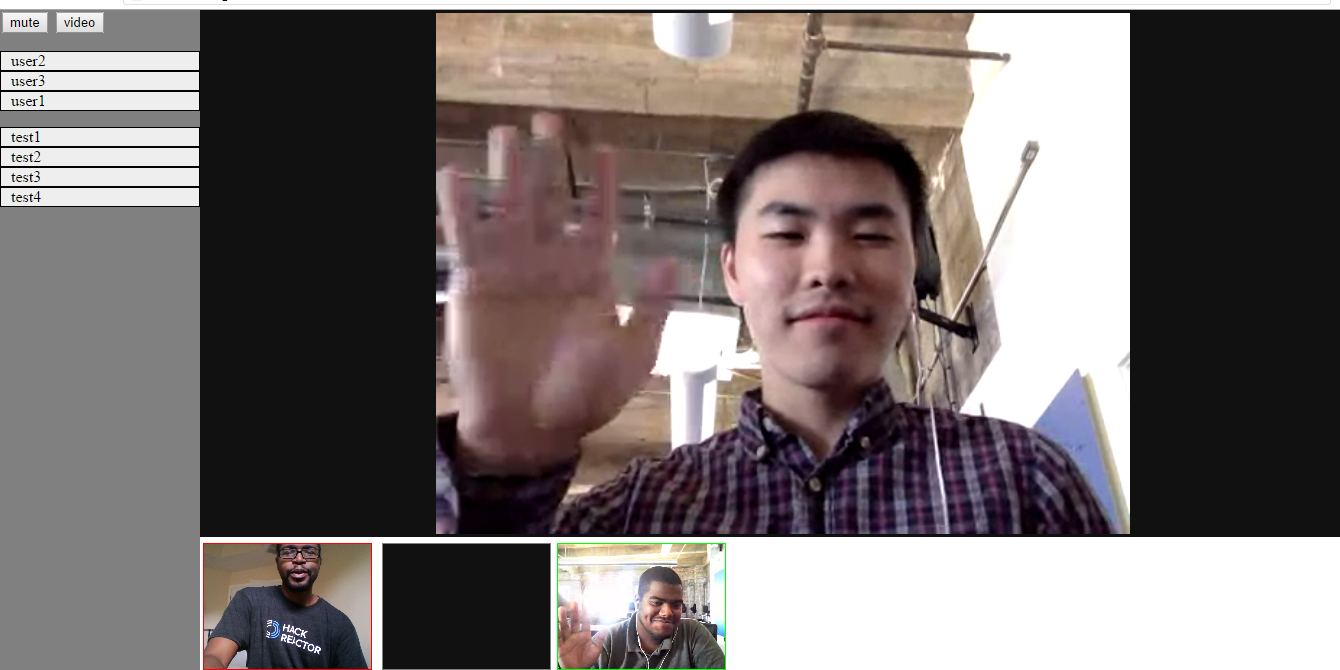 mute video
user2
user3
user1
test1
test2
test3
test4
HACK
REACTOR